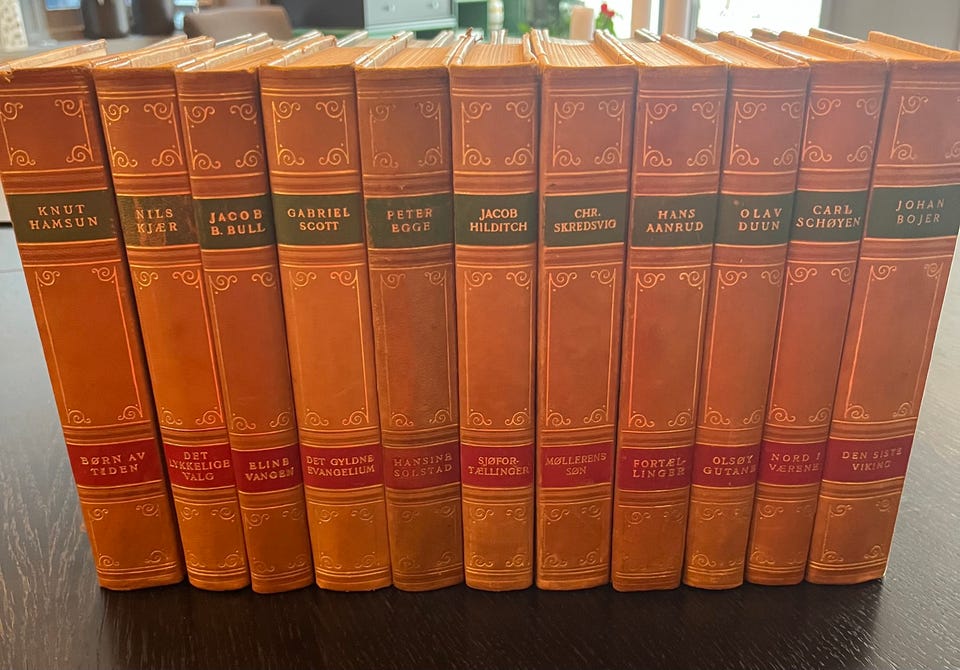 KNUT
HAMSUN
BØRN AV
TIDEN
NILS
KJÆR
DET
LYKKELIGE
VALG
JACOB
B. BULL
ELINE
VANGEN
GABRIEL
SCOTT
DET GYLDNE
EVANGELIUM
PETER
EGGE
HANSINE
SOLSTAD
JACOB
HILDITCH
SJØFOR-
TÆLLINGER
CHR.
SKREDSVIG
MØLLERENS
SØN
HANS
AANRUD
FORTÆL-
LINGER
OLAV
DUUN
OLSØY
GUTANE
CARL
SCHØYEN
NORD I
VÆRENE
JOHAN
BOJER
DEN SISTE
VIKING